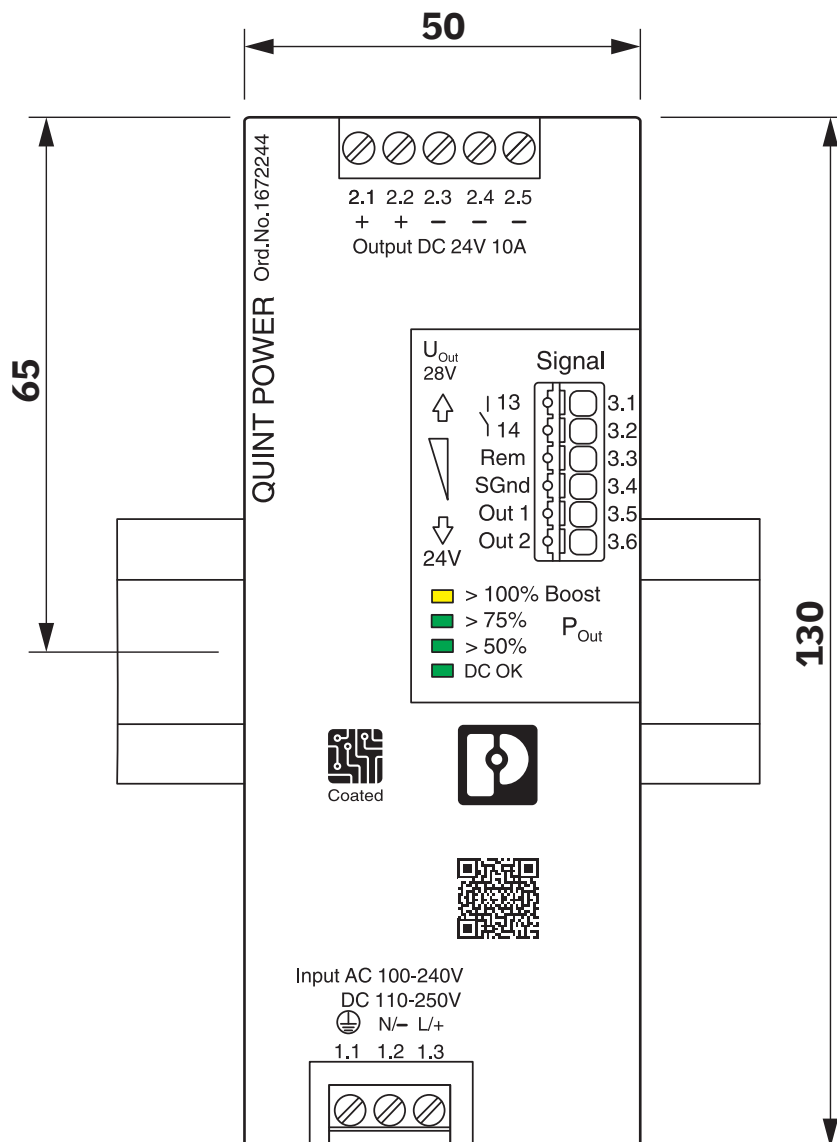 50
65
130
QUINT POWER Ord.No.1672244
2.1 2.2 2.3 2.4 2.5
+ + – – –
Output DC 24V 10A
UOut
28V
Signal
13 3.1
14 3.2
Rem 3.3
SGnd 3.4
Out 1 3.5
Out 2 3.6
24V
> 100% Boost
> 75%
POut
> 50%
DC OK
Coated
Input AC 100-240V
DC 110-250V
N/– L/+
1.1 1.2 1.3